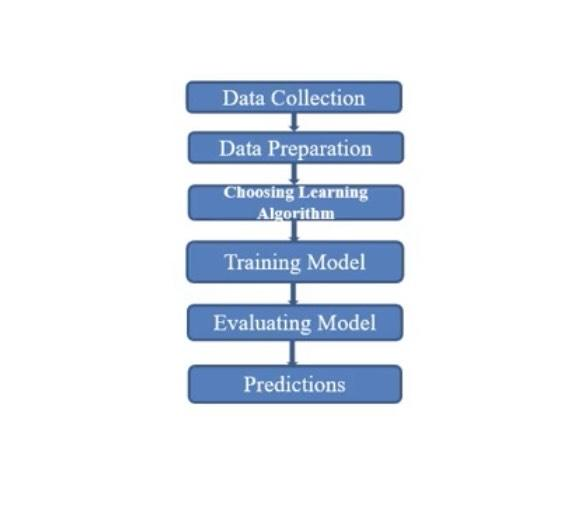 Data Collection
Data Preparation
Choosing Learning
Algorithm
Training Model
Evaluating Model
Predictions